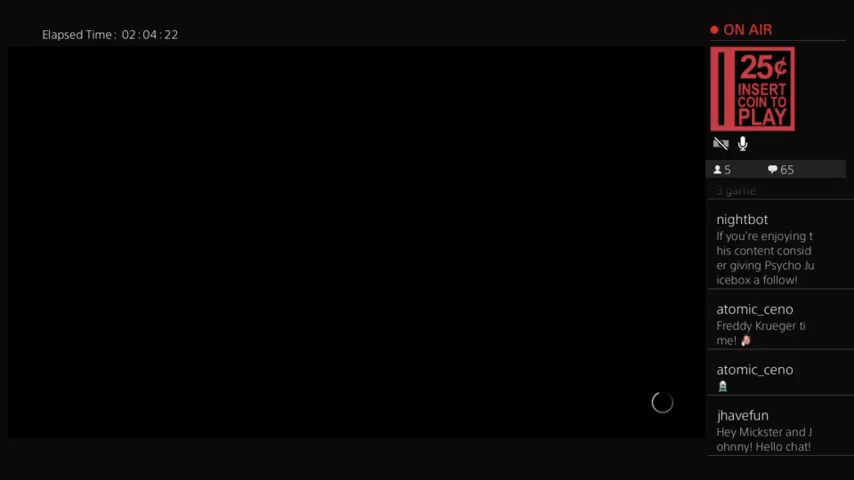 Elapsed Time: 02:04:22
ON AIR
25¢
INSERT
COIN TO
PLAY
5
65
3 game.
nightbot
If you're enjoying t
his content consid
er giving Psycho Ju
icebox a follow!
atomic_ceno
Freddy Krueger ti
me!
atomic_ceno
jhavefun
Hey Mickster and J
ohnny! Hello chat!